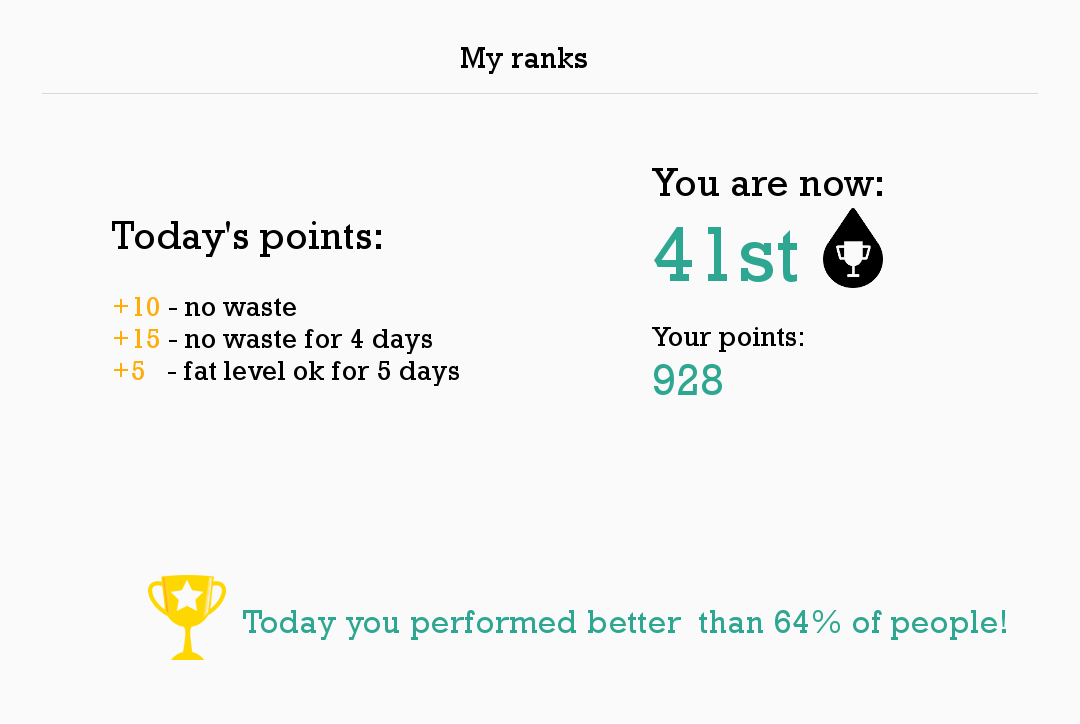 My ranks
Today's points:
+10 - no waste
+15 - no waste for 4 days
+5 - fat level ok for 5 days
You are now:
41st
Your points:
928
Today you performed better than 64% of people!